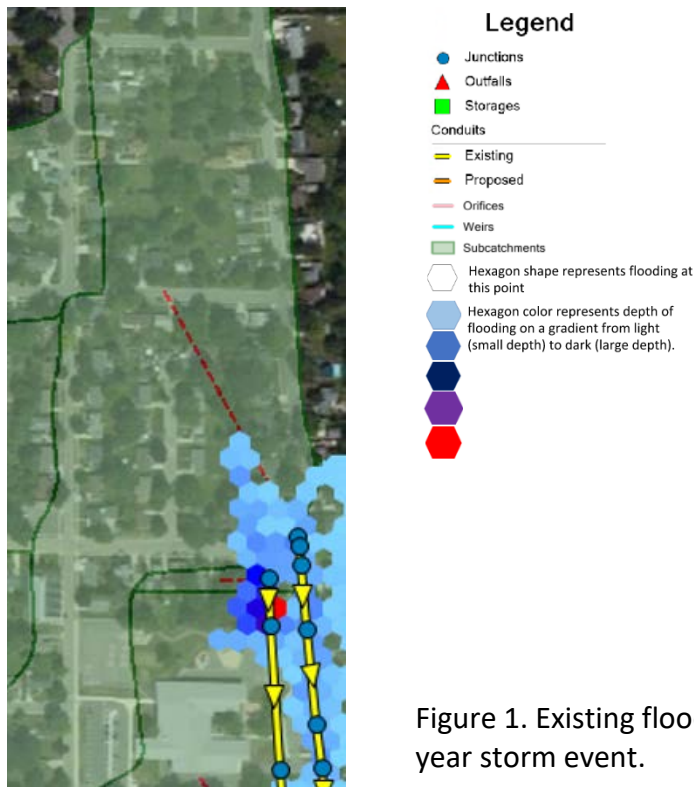 Legend
Junctions
Outfalls
Storages
Conduits
Existing
Proposed
Orifices
Weirs
Subcatchments
Hexagon shape represents flooding at
this point
Hexagon color represents depth of
flooding on a gradient from light
(small depth) to dark (large depth).
Figure 1. Existing floo
year storm event.